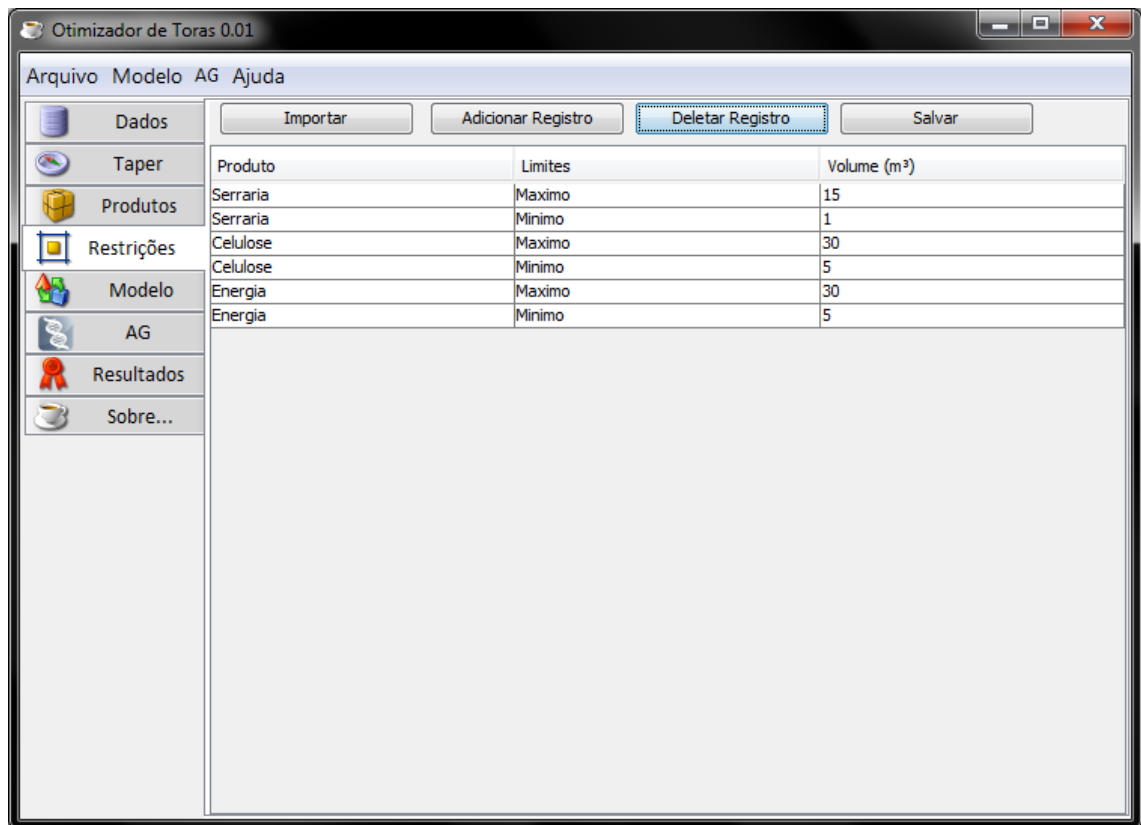 Otimizador de Toras 0.01
Arquivo Modelo AG Ajuda
Dados
Taper
Produtos
Restrições
Modelo
AG
Resultados
Sobre...
Importar Adicionar Registro Deletar Registro Salvar
Produto Limites Volume (m³)
Serraria Maximo 15
Serraria Minimo 1
Celulose Maximo 30
Celulose Minimo 5
Energia Maximo 30
Energia Minimo 5